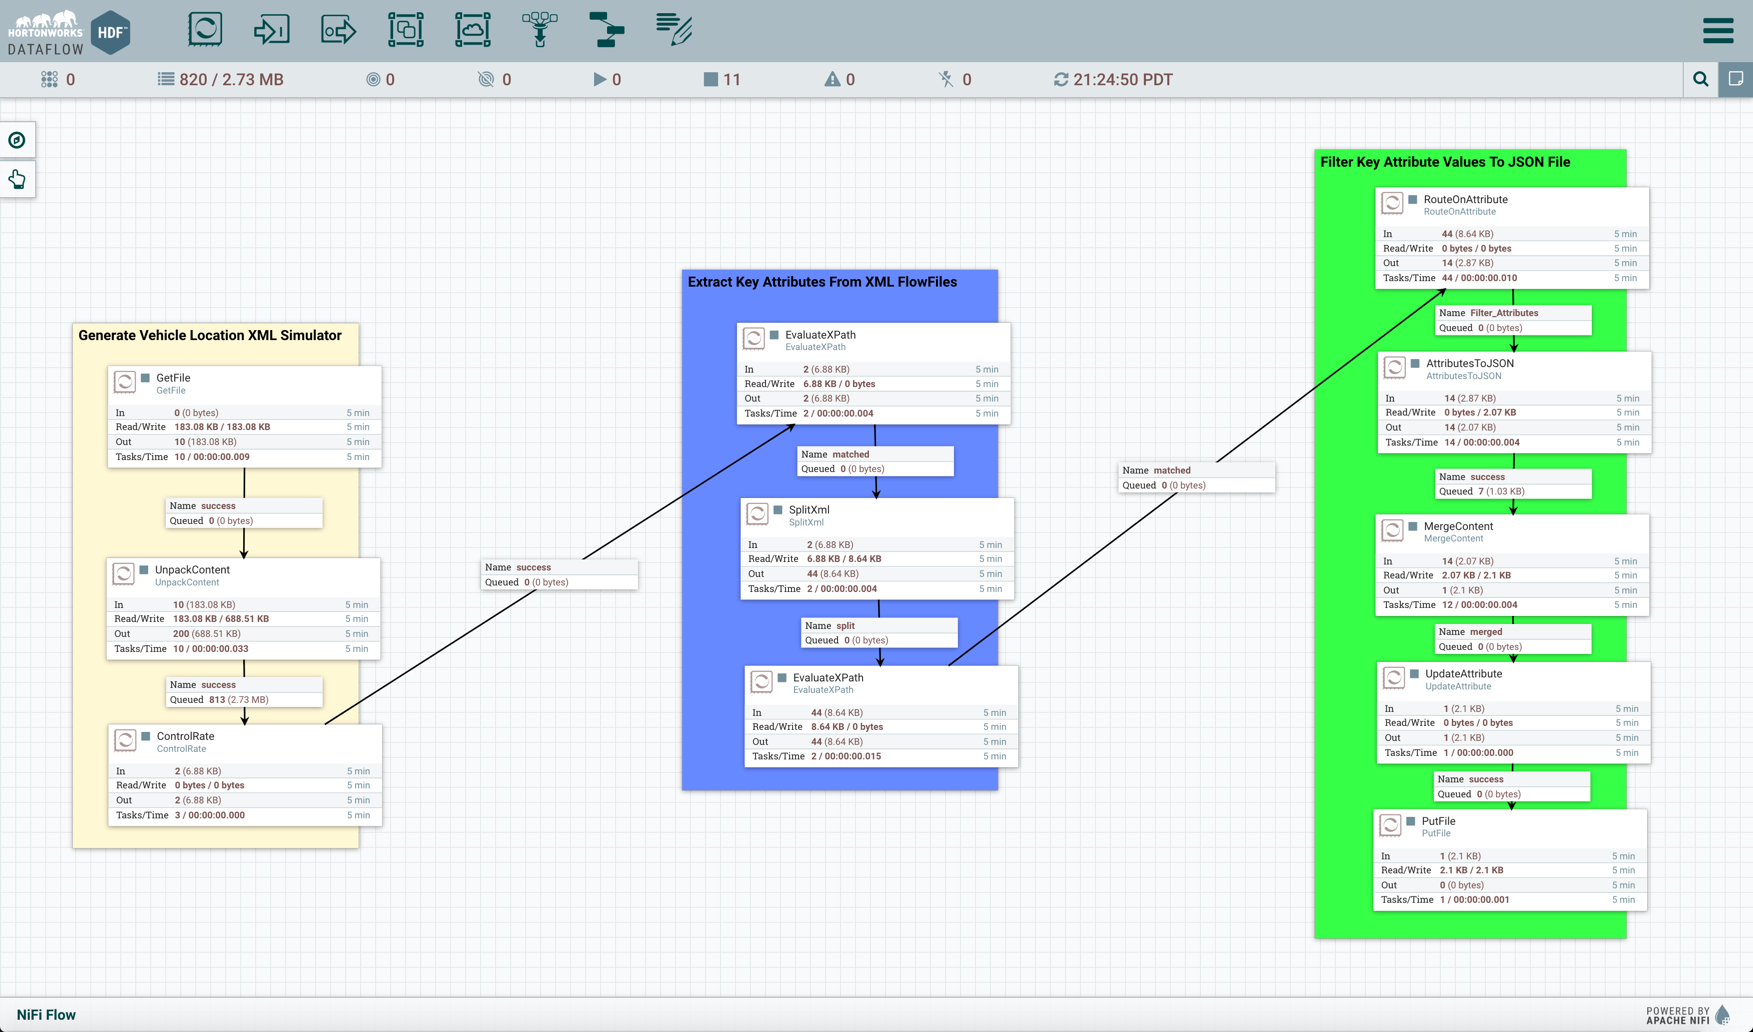 HORTONWORKS
DATAFLOW
HDF™
0
820 / 2.73 MB
0
0
0
11
0
0
21:24:50 PDT
Generate Vehicle Location XML Simulator
GetFile
GetFile
In 0 (0 bytes) 5 min
Read/Write 183.08 KB / 183.08 KB 5 min
Out 10 (183.08 KB) 5 min
Tasks/Time 10 / 00:00:00.009 5 min
Name success
Queued 0 (0 bytes)
UnpackContent
UnpackContent
In 10 (183.08 KB) 5 min
Read/Write 183.08 KB / 688.51 KB 5 min
Out 200 (688.51 KB) 5 min
Tasks/Time 10 / 00:00:00.033 5 min
Name success
Queued 813 (2.73 MB)
ControlRate
ControlRate
In 2 (6.88 KB) 5 min
Read/Write 0 bytes / 0 bytes 5 min
Out 2 (6.88 KB) 5 min
Tasks/Time 3 / 00:00:00.000 5 min
Name success
Queued 0 (0 bytes)
Extract Key Attributes From XML FlowFiles
EvaluateXPath
EvaluateXPath
In 2 (6.88 KB) 5 min
Read/Write 6.88 KB / 0 bytes 5 min
Out 2 (6.88 KB) 5 min
Tasks/Time 2 / 00:00:00.004 5 min
Name matched
Queued 0 (0 bytes)
SplitXml
SplitXml
In 2 (6.88 KB) 5 min
Read/Write 6.88 KB / 8.64 KB 5 min
Out 44 (8.64 KB) 5 min
Tasks/Time 2 / 00:00:00.004 5 min
Name split
Queued 0 (0 bytes)
EvaluateXPath
EvaluateXPath
In 44 (8.64 KB) 5 min
Read/Write 8.64 KB / 0 bytes 5 min
Out 44 (8.64 KB) 5 min
Tasks/Time 2 / 00:00:00.015 5 min
Name matched
Queued 0 (0 bytes)
Filter Key Attribute Values To JSON File
RouteOnAttribute
RouteOnAttribute
In 44 (8.64 KB) 5 min
Read/Write 0 bytes / 0 bytes 5 min
Out 14 (2.87 KB) 5 min
Tasks/Time 44 / 00:00:00.010 5 min
Name Filter_Attributes
Queued 0 (0 bytes)
AttributesToJSON
AttributesToJSON
In 14 (2.87 KB) 5 min
Read/Write 0 bytes / 2.07 KB 5 min
Out 14 (2.07 KB) 5 min
Tasks/Time 14 / 00:00:00.004 5 min
Name success
Queued 7 (1.03 KB)
MergeContent
MergeContent
In 14 (2.07 KB) 5 min
Read/Write 2.07 KB / 2.1 KB 5 min
Out 1 (2.1 KB) 5 min
Tasks/Time 12 / 00:00:00.004 5 min
Name merged
Queued 0 (0 bytes)
UpdateAttribute
UpdateAttribute
In 1 (2.1 KB) 5 min
Read/Write 0 bytes / 0 bytes 5 min
Out 1 (2.1 KB) 5 min
Tasks/Time 1 / 00:00:00.000 5 min
Name success
Queued 0 (0 bytes)
PutFile
PutFile
In 1 (2.1 KB) 5 min
Read/Write 2.1 KB / 2.1 KB 5 min
Out 0 (0 bytes) 5 min
Tasks/Time 1 / 00:00:00.001 5 min
NiFi Flow
POWERED BY
APACHE NIFI